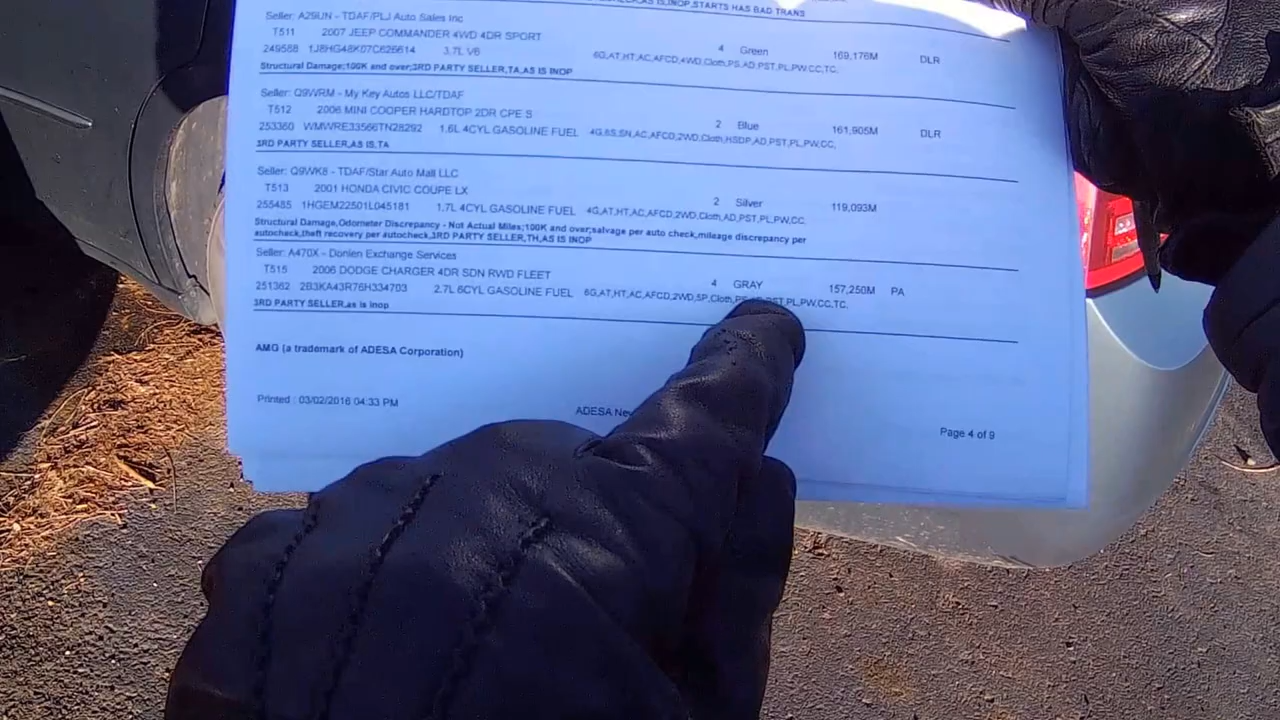 AS IS,INOP,STARTS HAS BAD TRANS
Seller: A29UN - TDAF/PLJ Auto Sales Inc
T511 2007 JEEP COMMANDER 4WD 4DR SPORT 4 Green 169,176M DLR
249588 1J8HG48K07C626614 3.7L V6 6G,AT,HT,AC,AFCD,4WD,Cloth,PS,AD,PST,PL,PW,CC,TC,
Structural Damage;100K and over;3RD PARTY SELLER,TA,AS IS INOP
Seller: Q9WRM - My Key Autos LLC/TDAF
T512 2006 MINI COOPER HARDTOP 2DR CPE S 2 Blue 161,905M DLR
253360 WMWRE33566TN28292 1.6L 4CYL GASOLINE FUEL 4G,6S,SN,AC,AFCD,2WD,Cloth,HSDP,AD,PST,PL,PW,CC,
3RD PARTY SELLER,AS IS,TA
Seller: Q9WK8 - TDAF/Star Auto Mall LLC
T513 2001 HONDA CIVIC COUPE LX 2 Silver 119,093M
255485 1HGEM22501L045181 1.7L 4CYL GASOLINE FUEL 4G,AT,HT,AC,AFCD,2WD,Cloth,AD,PST,PL,PW,CC,
Structural Damage,Odometer Discrepancy - Not Actual Miles;100K and over;salvage per auto check,mileage discrepancy per
autocheck,theft recovery per autocheck,3RD PARTY SELLER,TH,AS IS INOP
Seller: A470X - Donlen Exchange Services
T515 2006 DODGE CHARGER 4DR SDN RWD FLEET 4 GRAY 157,250M PA
251362 2B3KA43R76H334703 2.7L 6CYL GASOLINE FUEL 6G,AT,HT,AC,AFCD,2WD,SP,Cloth,PS,AD,PST,PL,PW,CC,TC,
3RD PARTY SELLER,as is inop
AMG (a trademark of ADESA Corporation)
Printed : 03/02/2016 04:33 PM ADESA New Page 4 of 9